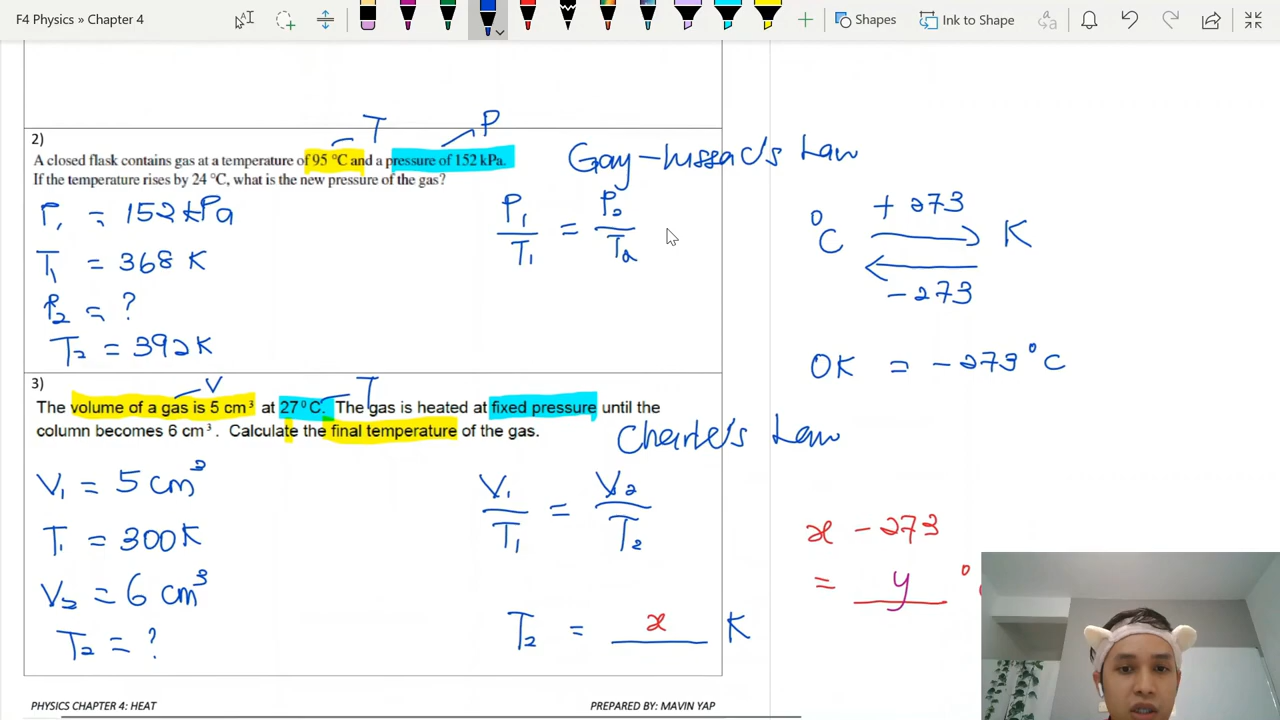 F4 Physics » Chapter 4
Shapes
Ink to Shape
2)
T
P
A closed flask contains gas at a temperature of 95 °C and a pressure of 152 kPa.
If the temperature rises by 24 °C, what is the new pressure of the gas?
Gay-Lussac's Law
P₁ = 152 kPa
T₁ = 368 K
P₂ = ?
T₂ = 392 K
P₁/T₁ = P₂/T₂
+ 273
°C
K
- 273
0K = -273°C
3)
V
T
The volume of a gas is 5 cm³ at 27°C. The gas is heated at fixed pressure until the
column becomes 6 cm³. Calculate the final temperature of the gas.
Charle's Law
V₁ = 5 cm³
T₁ = 300 K
V₂ = 6 cm³
T₂ = ?
V₁/T₁ = V₂/T₂
T₂ = x K
x - 273
= y °
PHYSICS CHAPTER 4: HEAT
PREPARED BY: MAVIN YAP